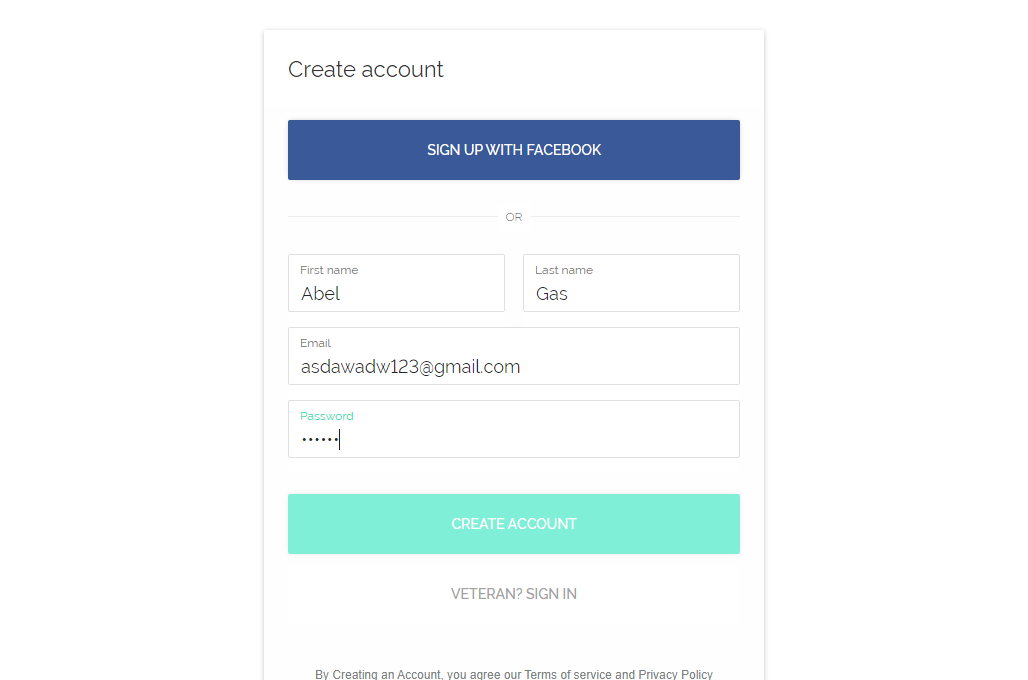 Create account
SIGN UP WITH FACEBOOK
OR
First name
Abel
Last name
Gas
Email
asdawadw123@gmail.com
Password
••••••
CREATE ACCOUNT
VETERAN? SIGN IN
By Creating an Account, you agree our Terms of service and Privacy Policy